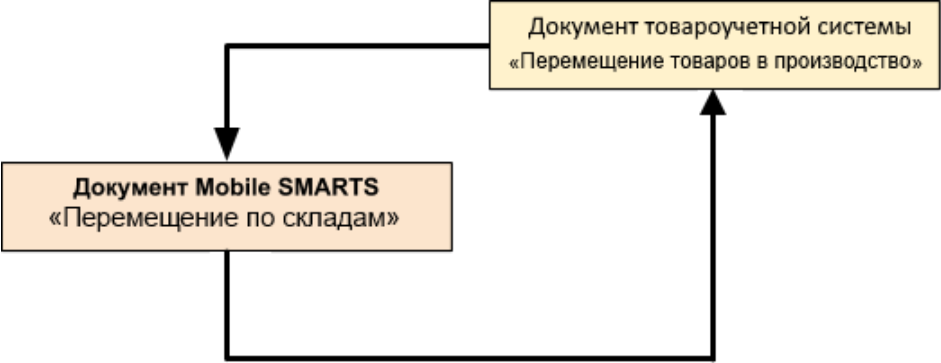 Документ товароучетной системы
«Перемещение товаров в производство»
Документ Mobile SMARTS
«Перемещение по складам»